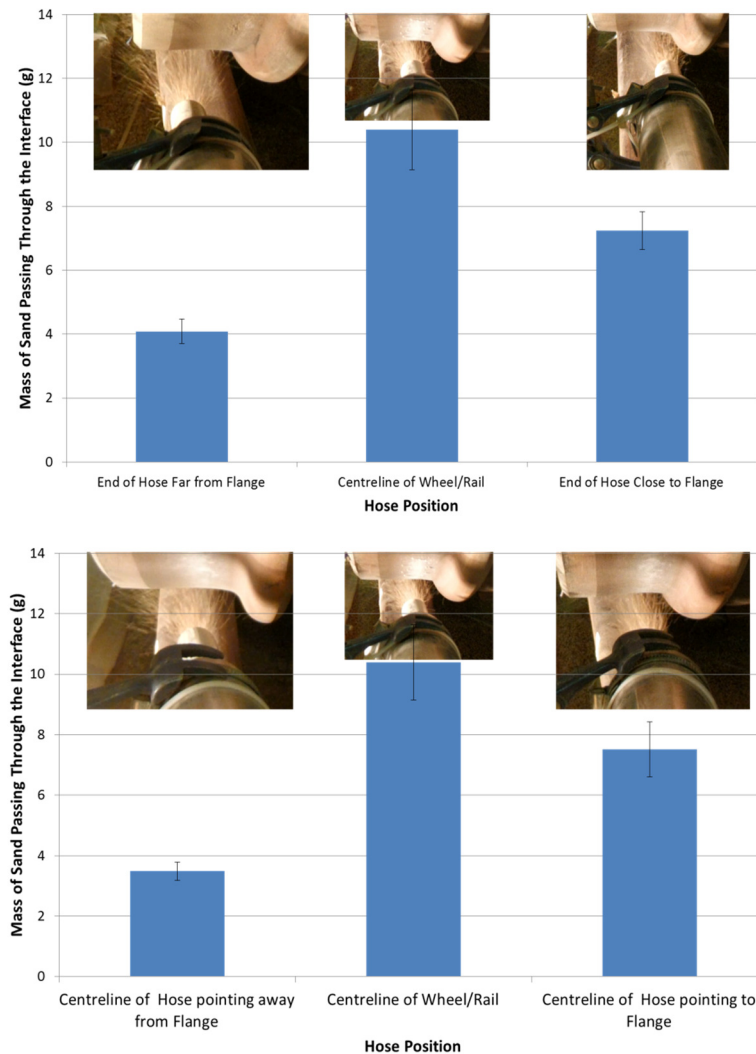 14
12
10
8
6
4
2
0
Mass of Sand Passing Through the Interface (g)
End of Hose Far from Flange
Centreline of Wheel/Rail
End of Hose Close to Flange
Hose Position
14
12
10
8
6
4
2
0
Mass of Sand Passing Through the Interface (g)
Centreline of Hose pointing away
from Flange
Centreline of Wheel/Rail
Centreline of Hose pointing to
Flange
Hose Position